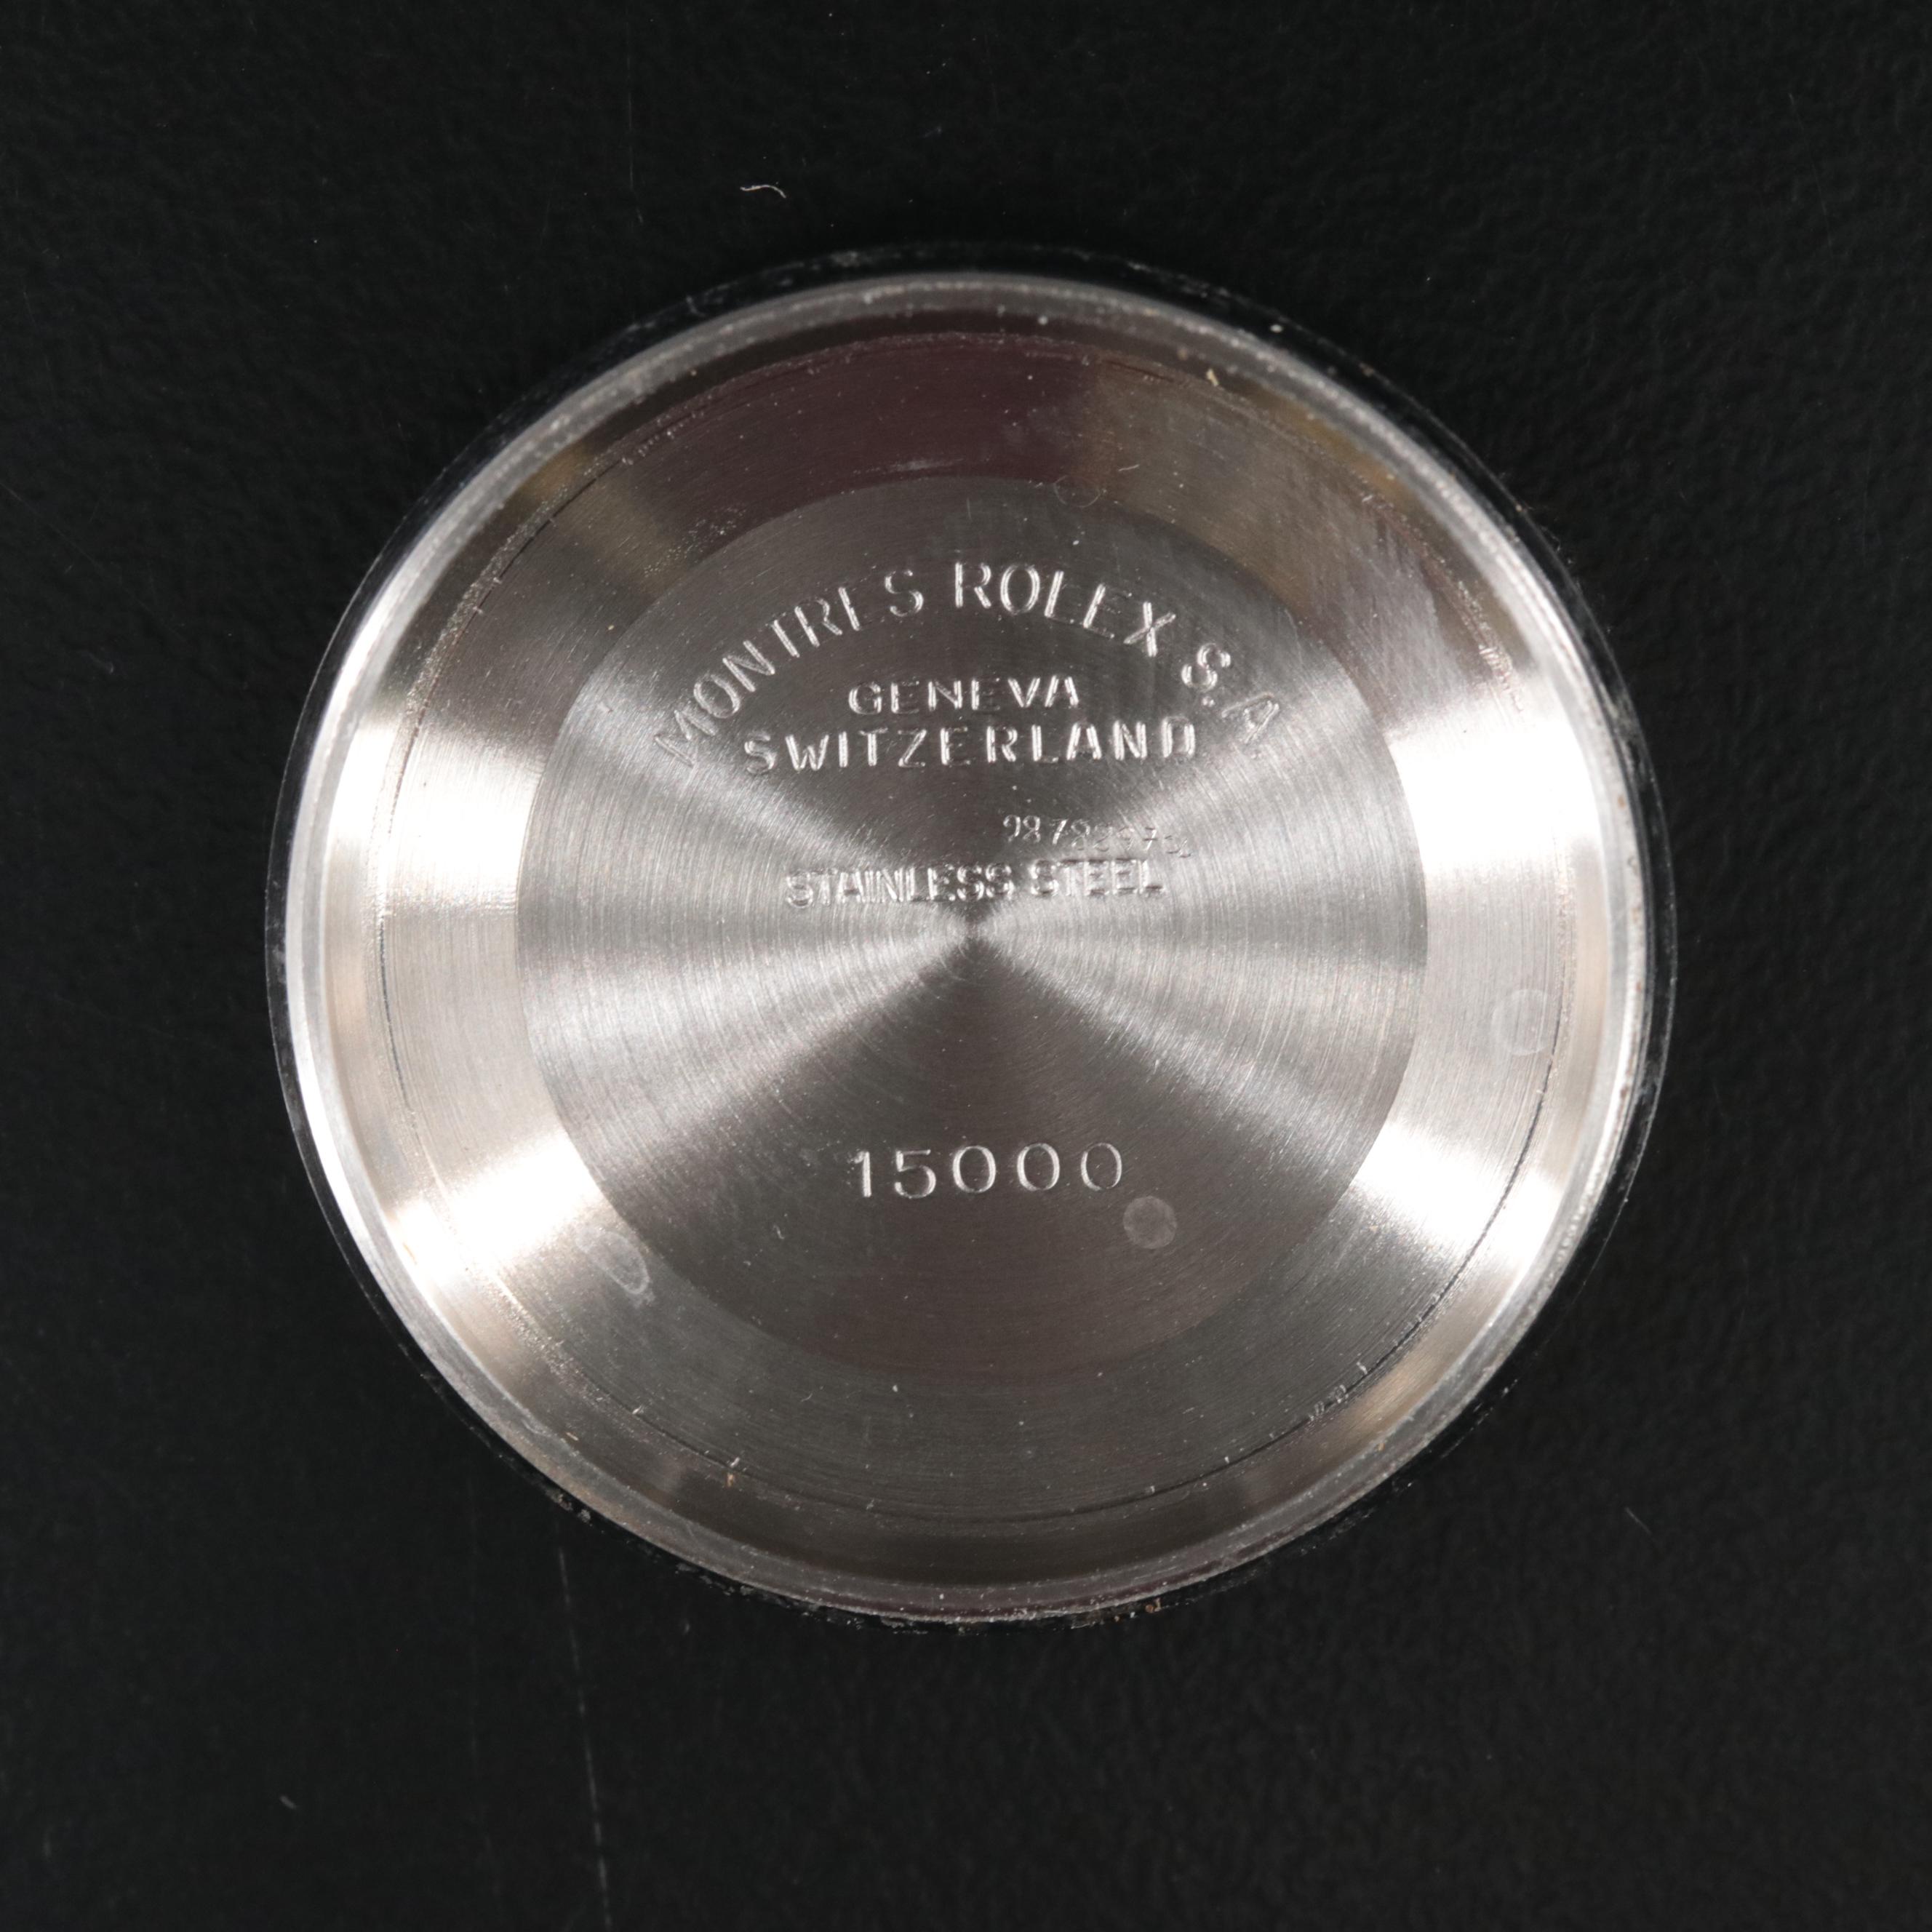 MONTRES ROLEX S.A
GENEVA
SWITZERLAND
STAINLESS STEEL
15000